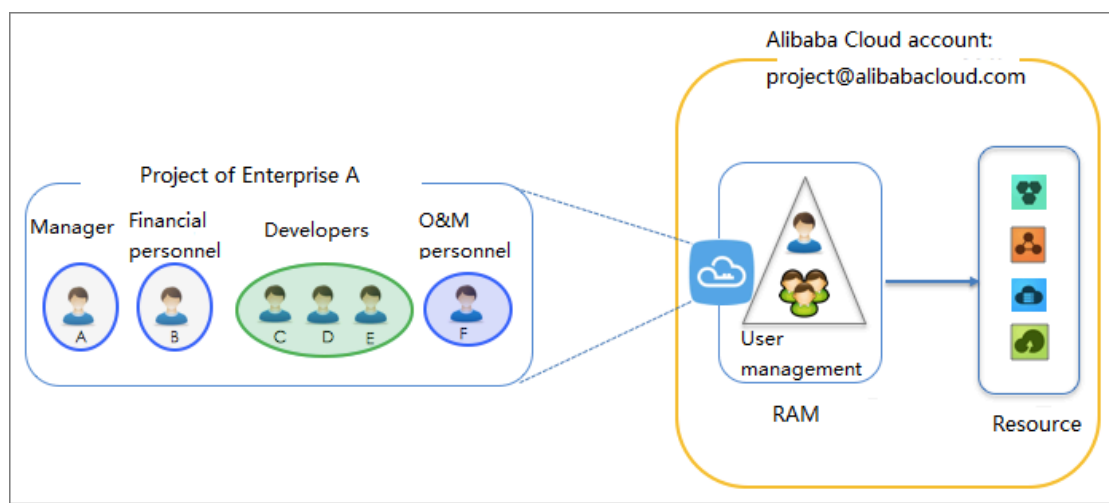 Alibaba Cloud account:
project@alibabacloud.com
Project of Enterprise A
Manager
Financial
personnel
Developers
O&M
personnel
A
B
C
D
E
F
User
management
RAM
Resource